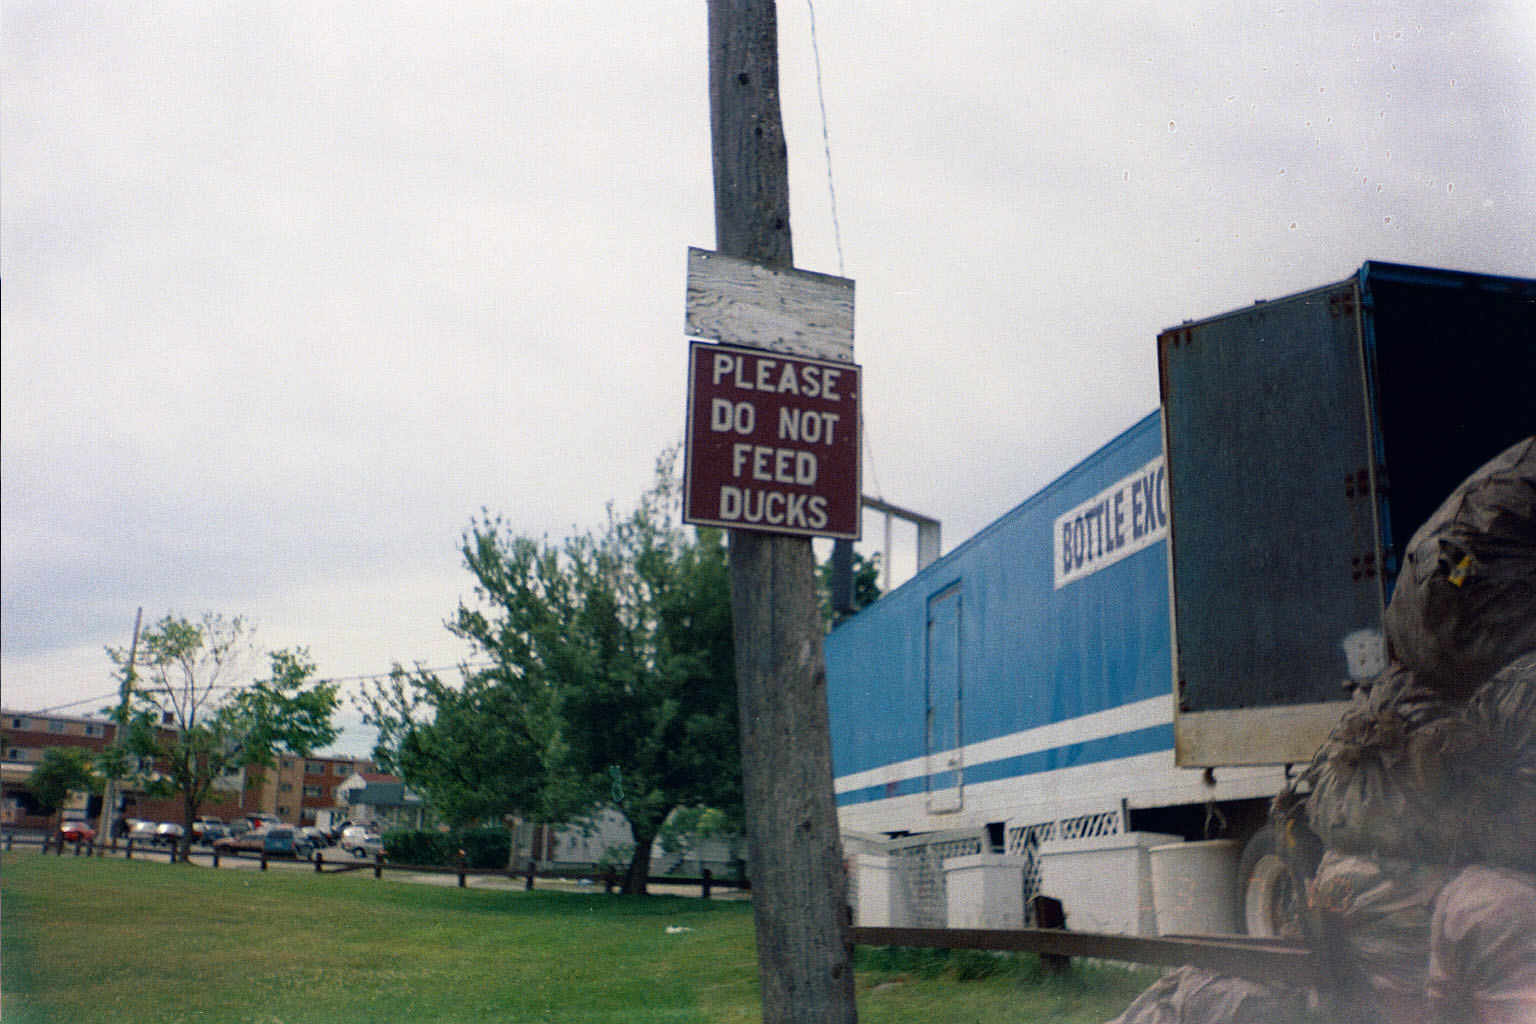 PLEASE
DO NOT
FEED
DUCKS
BOTTLE EXC